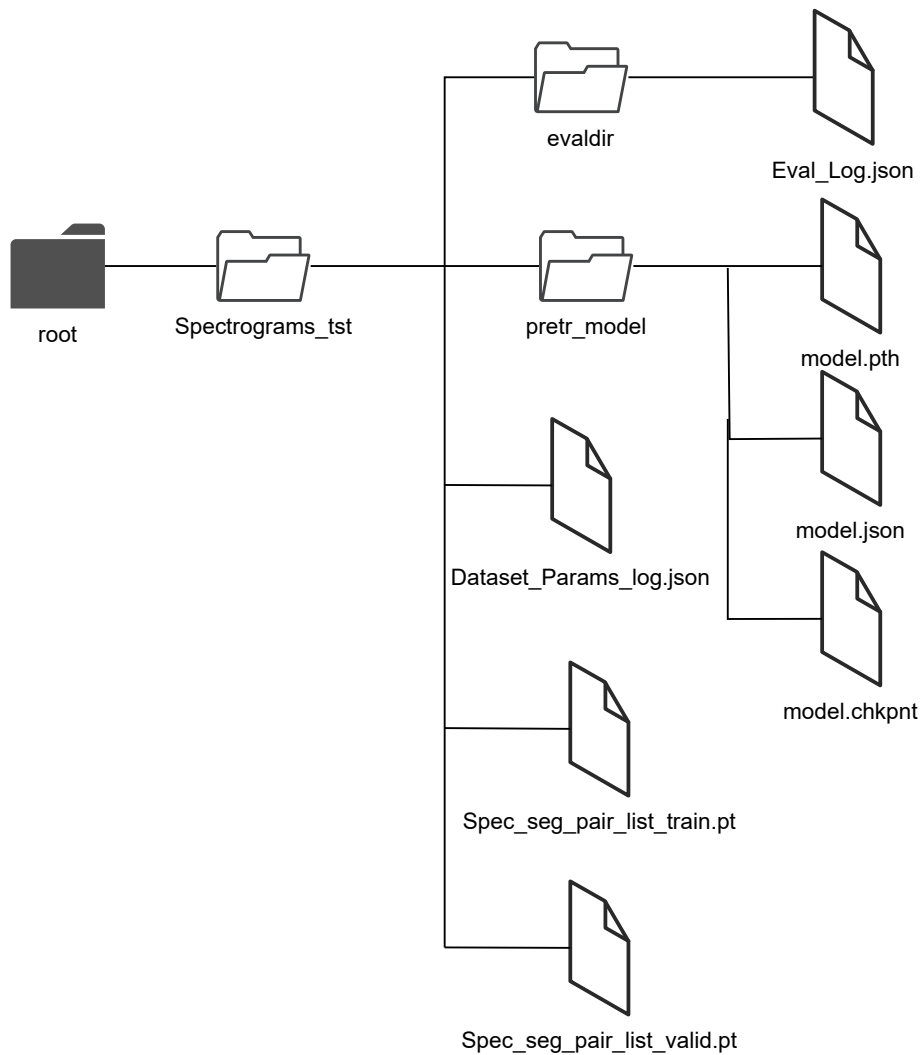 evaldir
Eval_Log.json
root
Spectrograms_tst
pretr_model
model.pth
model.json
Dataset_Params_log.json
model.chkpnt
Spec_seg_pair_list_train.pt
Spec_seg_pair_list_valid.pt